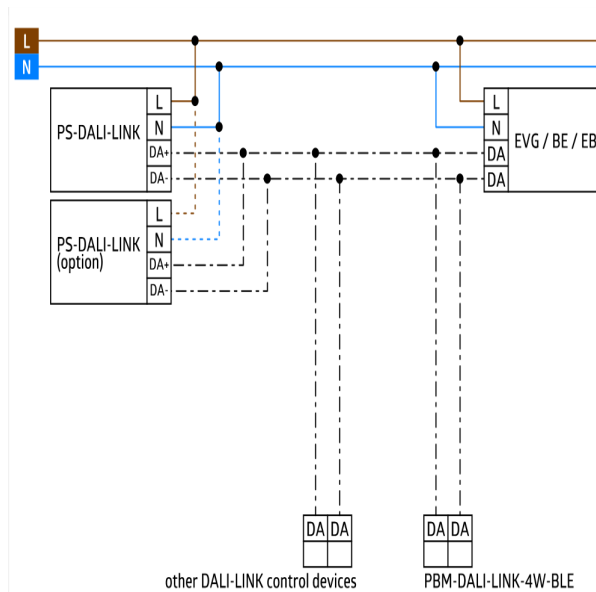 L
N
PS-DALI-LINK
L
N
DA+
DA-
L
N
DA
DA
EVG / BE / EB
PS-DALI-LINK
(option)
L
N
DA+
DA-
DA DA
DA DA
other DALI-LINK control devices
PBM-DALI-LINK-4W-BLE